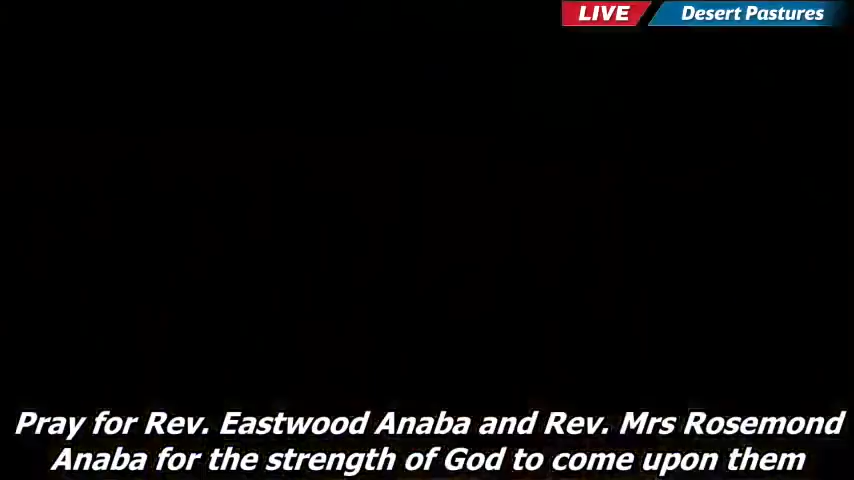 LIVE Desert Pastures
Pray for Rev. Eastwood Anaba and Rev. Mrs Rosemond
Anaba for the strength of God to come upon them